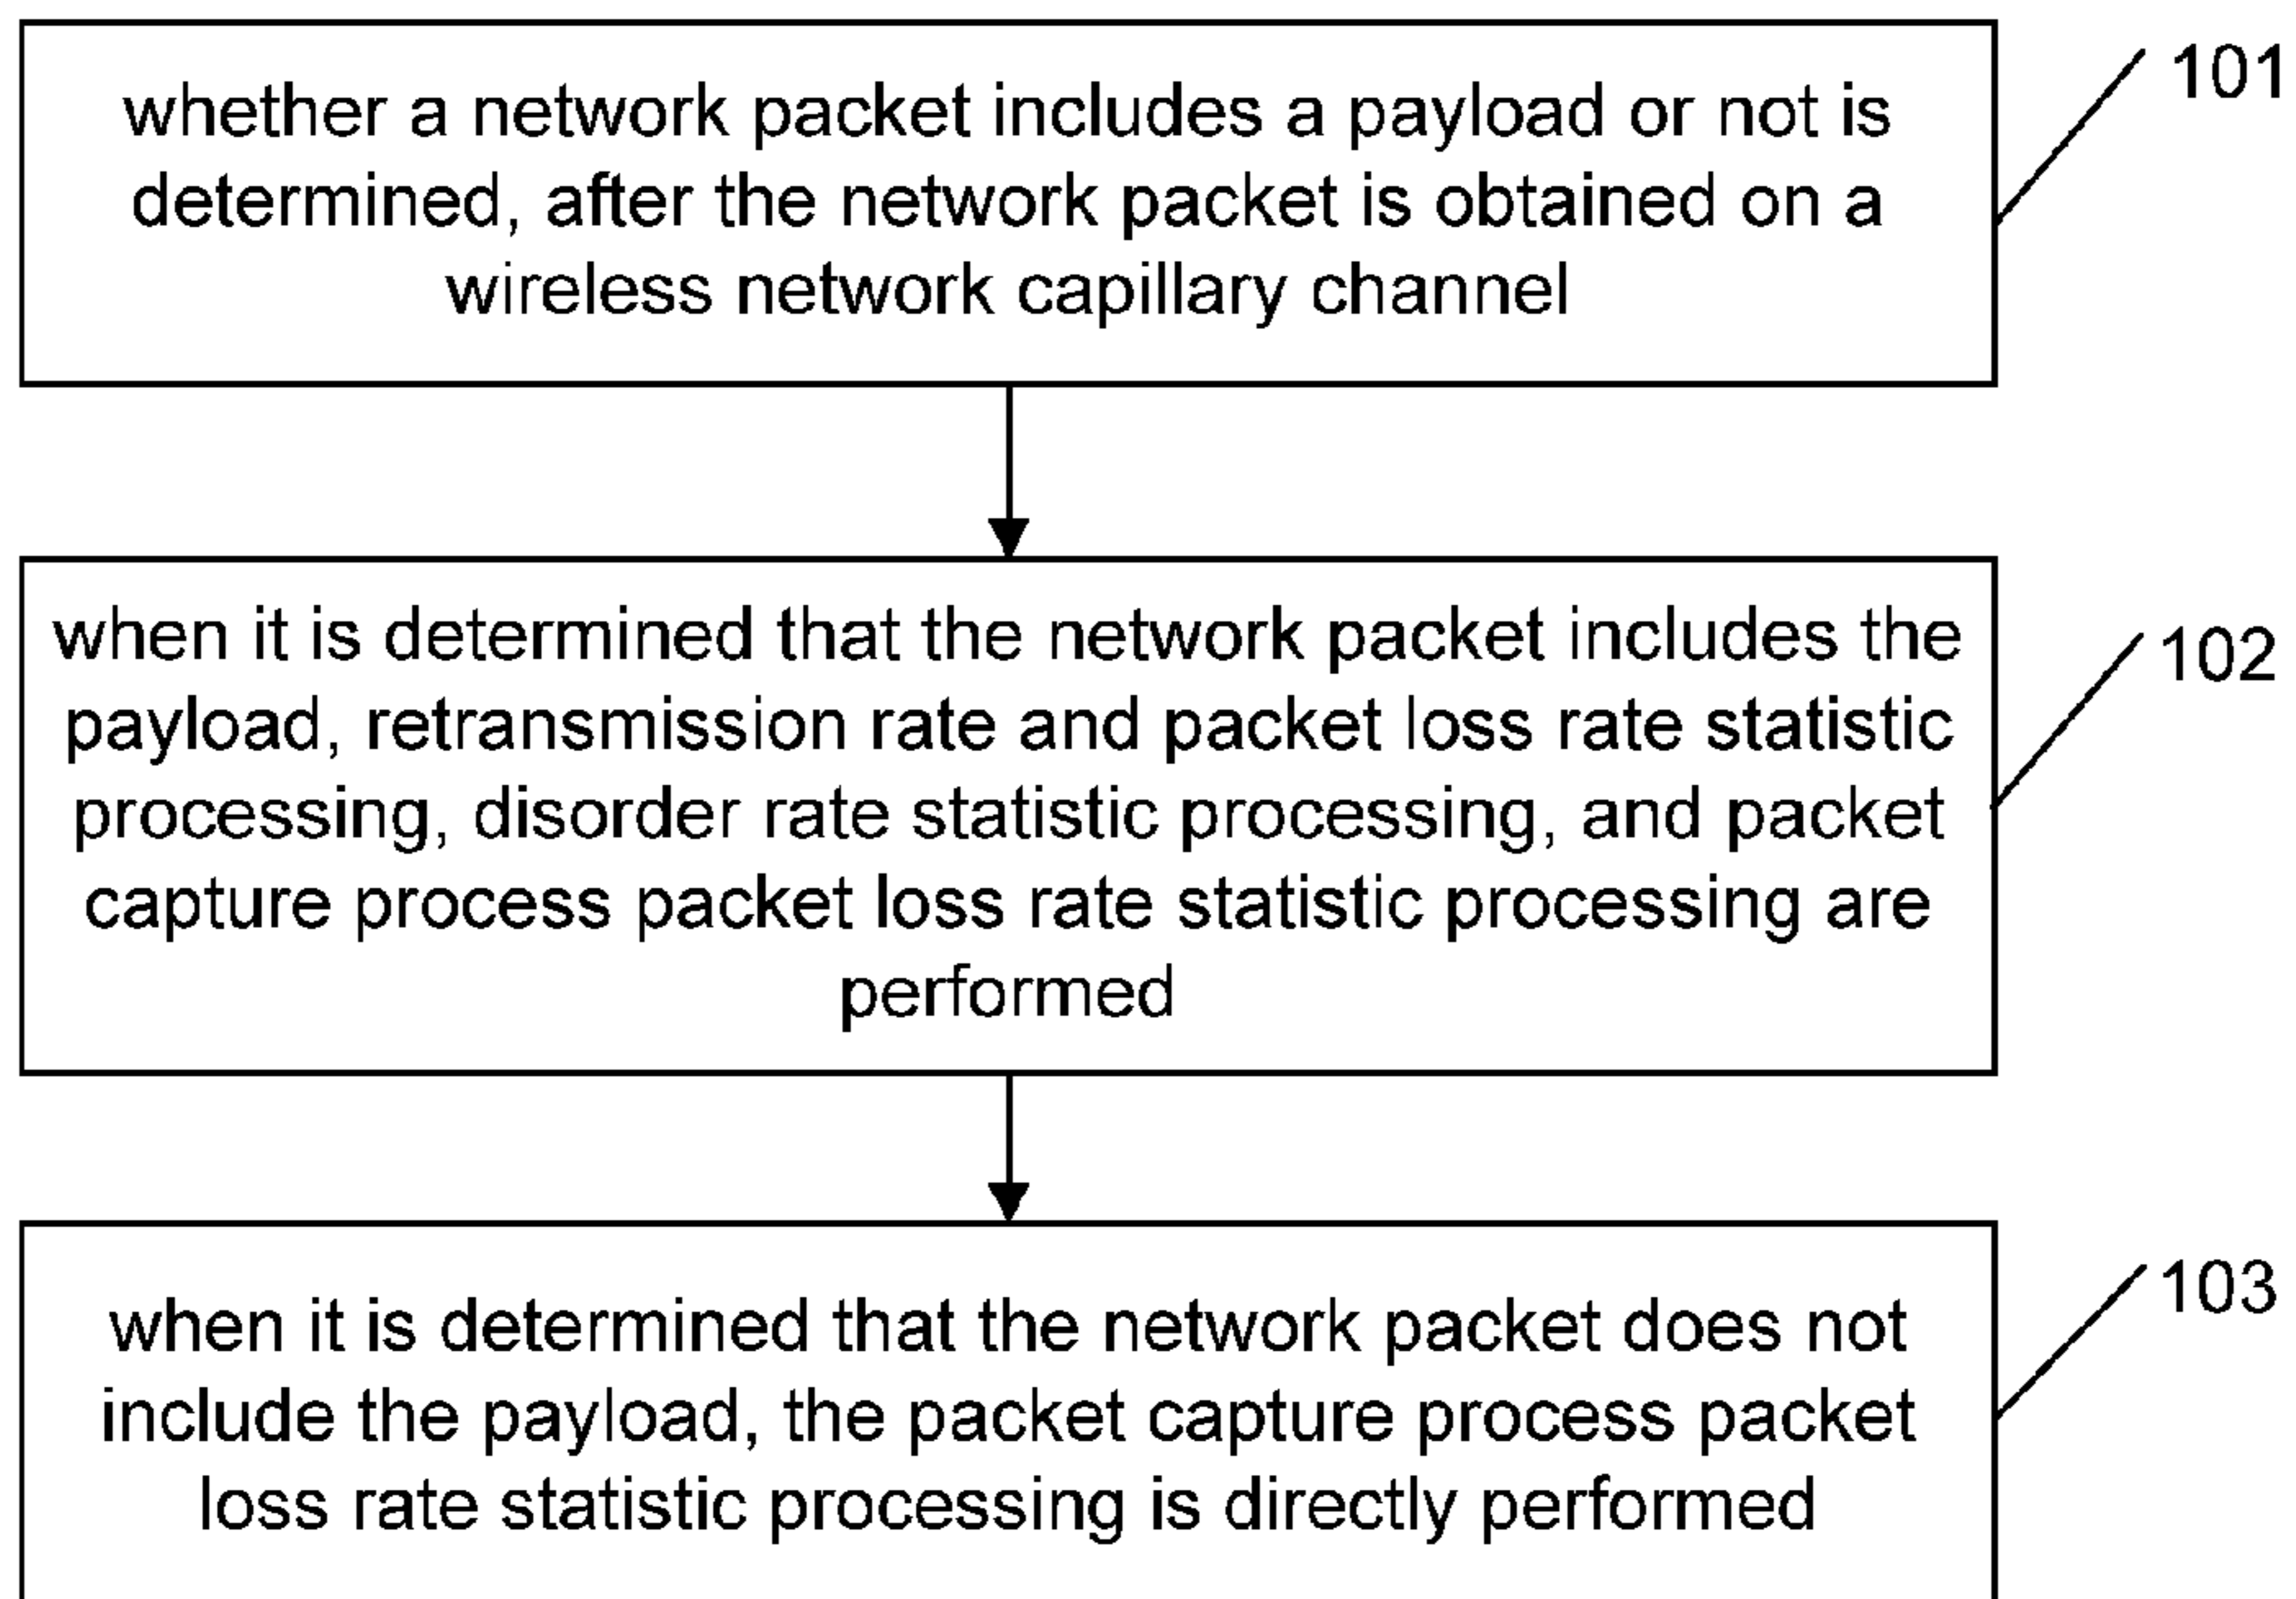 whether a network packet includes a payload or not is
determined, after the network packet is obtained on a
wireless network capillary channel
101
when it is determined that the network packet includes the
payload, retransmission rate and packet loss rate statistic
processing, disorder rate statistic processing, and packet
capture process packet loss rate statistic processing are
performed
102
when it is determined that the network packet does not
include the payload, the packet capture process packet
loss rate statistic processing is directly performed
103